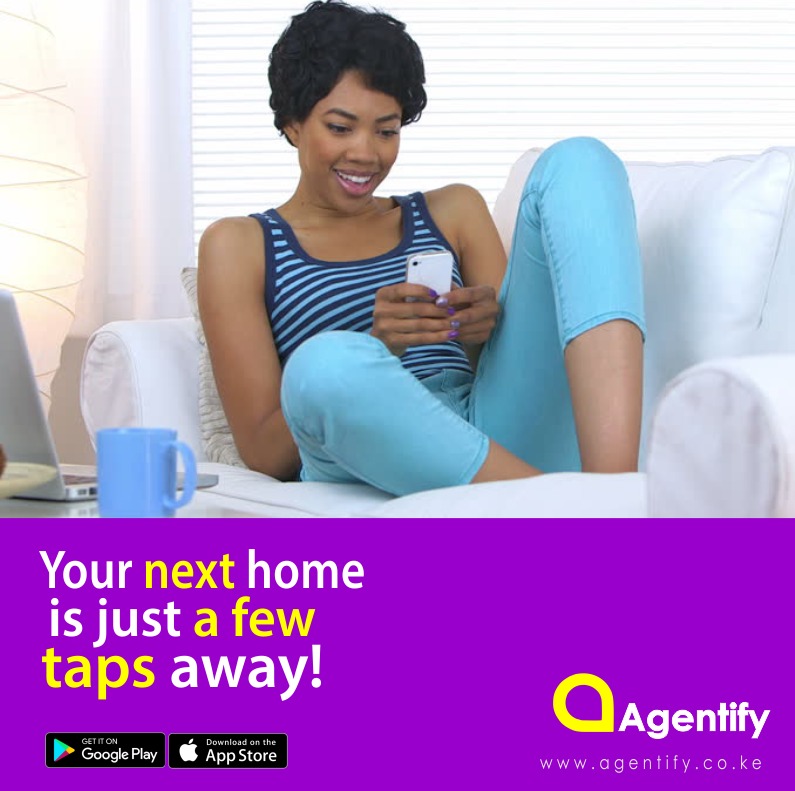 Your next home
is just a few
taps away!
GET IT ON
Google Play
Download on the
App Store
Agentify
www.agentify.co.ke